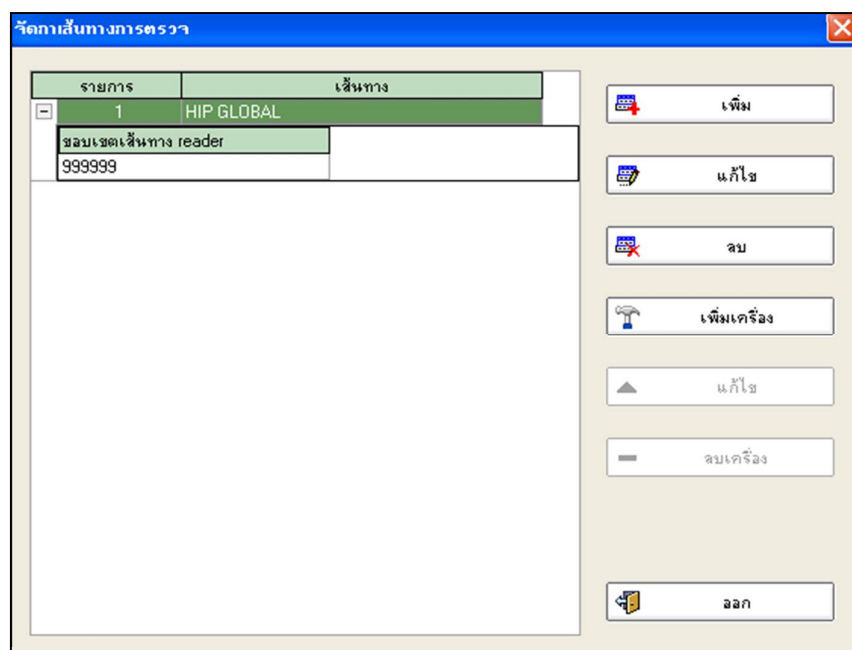 จัดกาเส้นทางการตรวจ
รายการ เส้นทาง
1 HIP GLOBAL
ขอบเขตเส้นทาง reader
999999
เพิ่ม
แก้ไข
ลบ
เพิ่มเครื่อง
แก้ไข
ลบเครื่อง
ออก